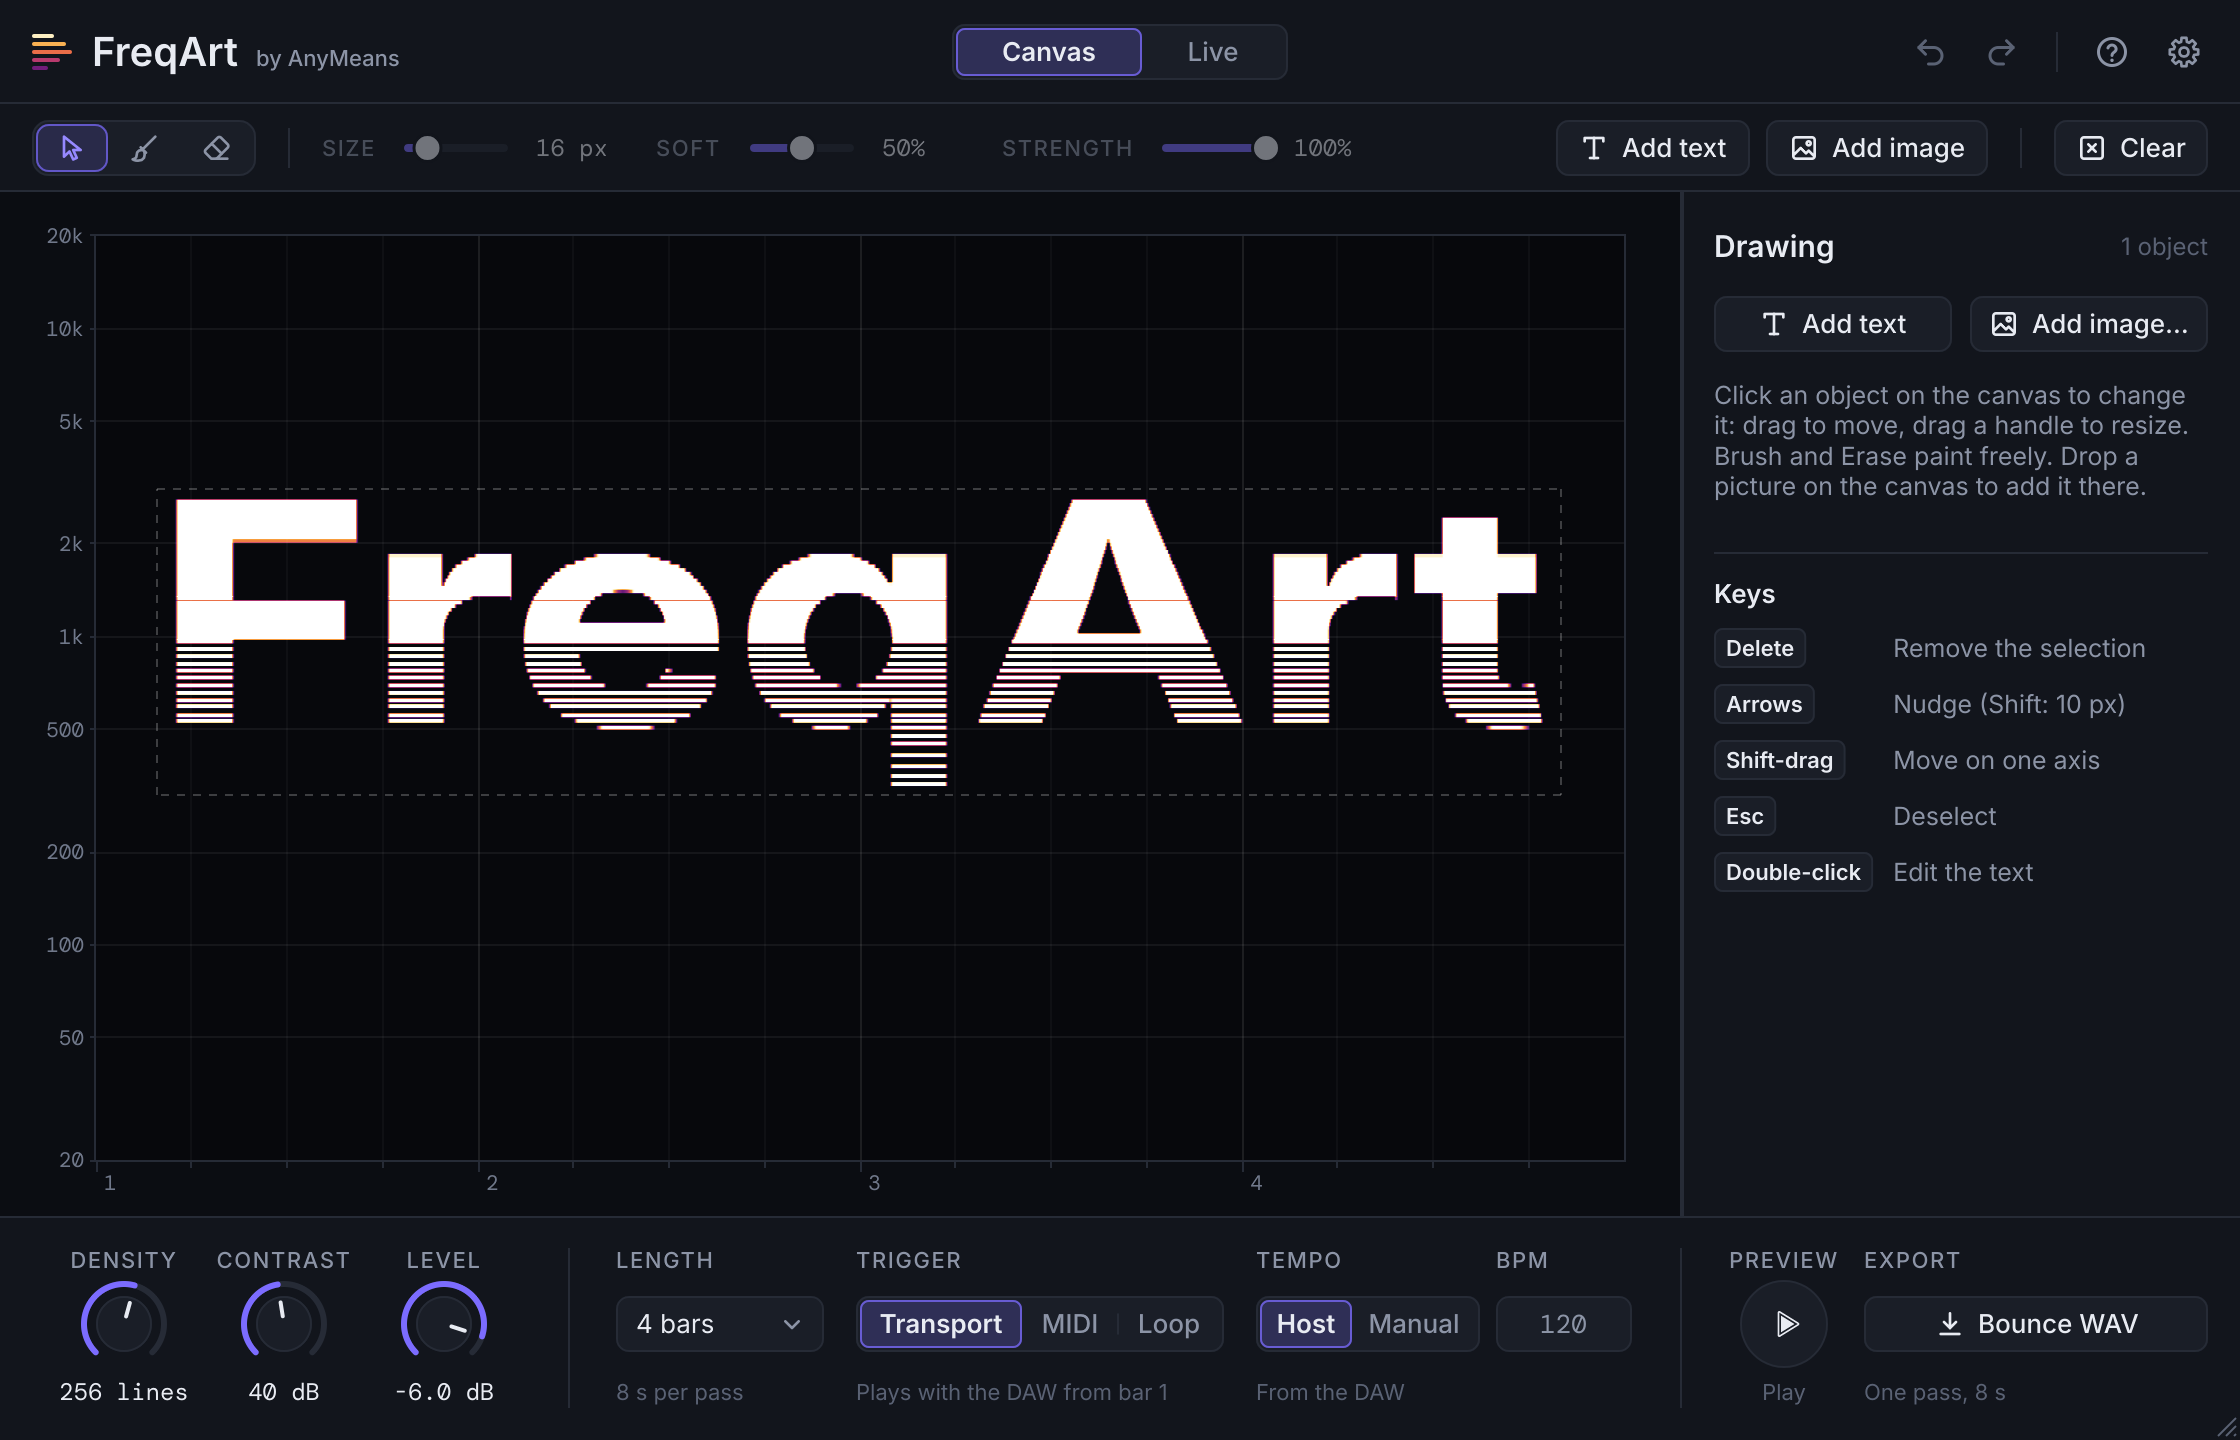 FreqArt by AnyMeans
Canvas Live
SIZE 16 px SOFT 50% STRENGTH 100%
Add text Add image Clear
20k
10k
5k
2k
1k
500
200
100
50
20
1 2 3 4
FreqArt
Drawing 1 object
Add text Add image...
Click an object on the canvas to change
it: drag to move, drag a handle to resize.
Brush and Erase paint freely. Drop a
picture on the canvas to add it there.
Keys
Delete Remove the selection
Arrows Nudge (Shift: 10 px)
Shift-drag Move on one axis
Esc Deselect
Double-click Edit the text
DENSITY CONTRAST LEVEL LENGTH TRIGGER TEMPO BPM PREVIEW EXPORT
4 bars Transport MIDI Loop Host Manual 120 Bounce WAV
256 lines 40 dB -6.0 dB 8 s per pass Plays with the DAW from bar 1 From the DAW Play One pass, 8 s